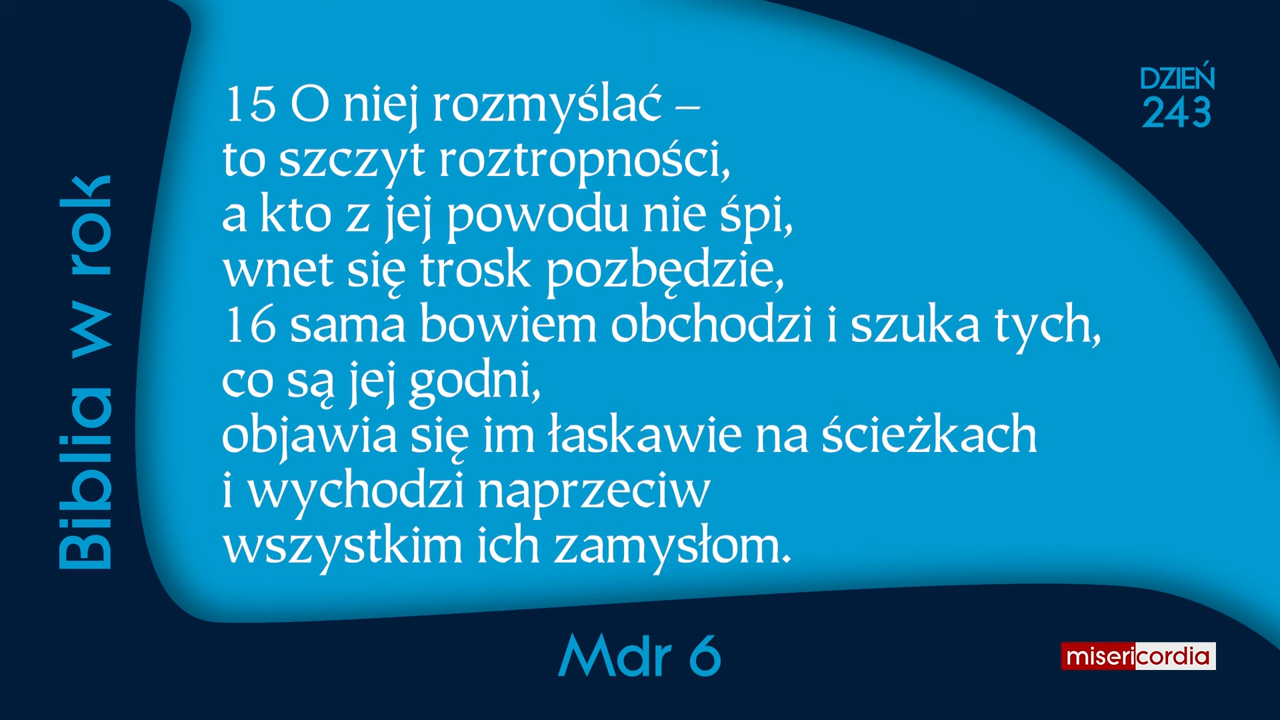 DZIEŃ
243
Biblia w rok
15 O niej rozmyślać –
to szczyt roztropności,
a kto z jej powodu nie śpi,
wnet się trosk pozbędzie,
16 sama bowiem obchodzi i szuka tych,
co są jej godni,
objawia się im łaskawie na ścieżkach
i wychodzi naprzeciw
wszystkim ich zamysłom.
Mdr 6
misericordia